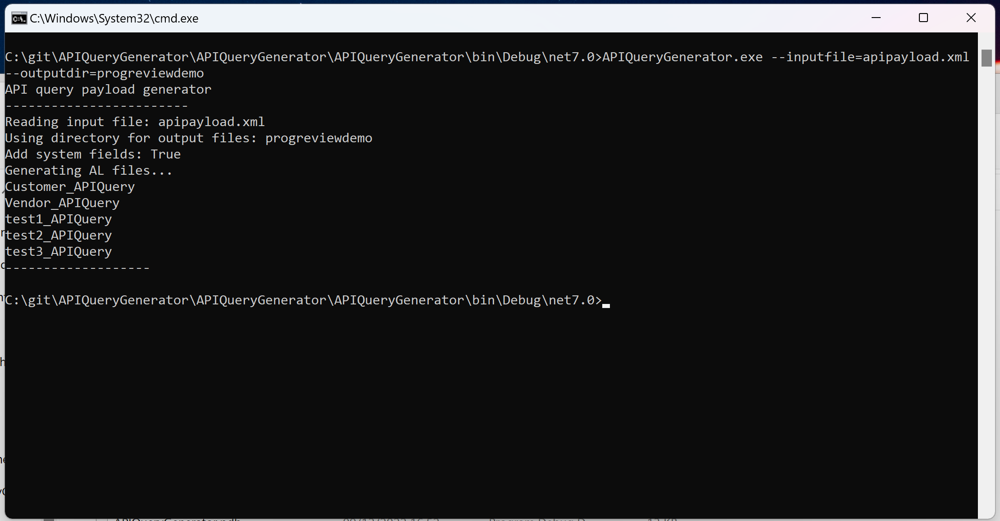 C:\Windows\System32\cmd.exe
C:\git\APIQueryGenerator\APIQueryGenerator\APIQueryGenerator\bin\Debug\net7.0>APIQueryGenerator.exe --inputfile=apipayload.xml
--outputdir=progreviewdemo
API query payload generator
------------------------
Reading input file: apipayload.xml
Using directory for output files: progreviewdemo
Add system fields: True
Generating AL files...
Customer_APIQuery
Vendor_APIQuery
test1_APIQuery
test2_APIQuery
test3_APIQuery
-------------------
C:\git\APIQueryGenerator\APIQueryGenerator\APIQueryGenerator\bin\Debug\net7.0>